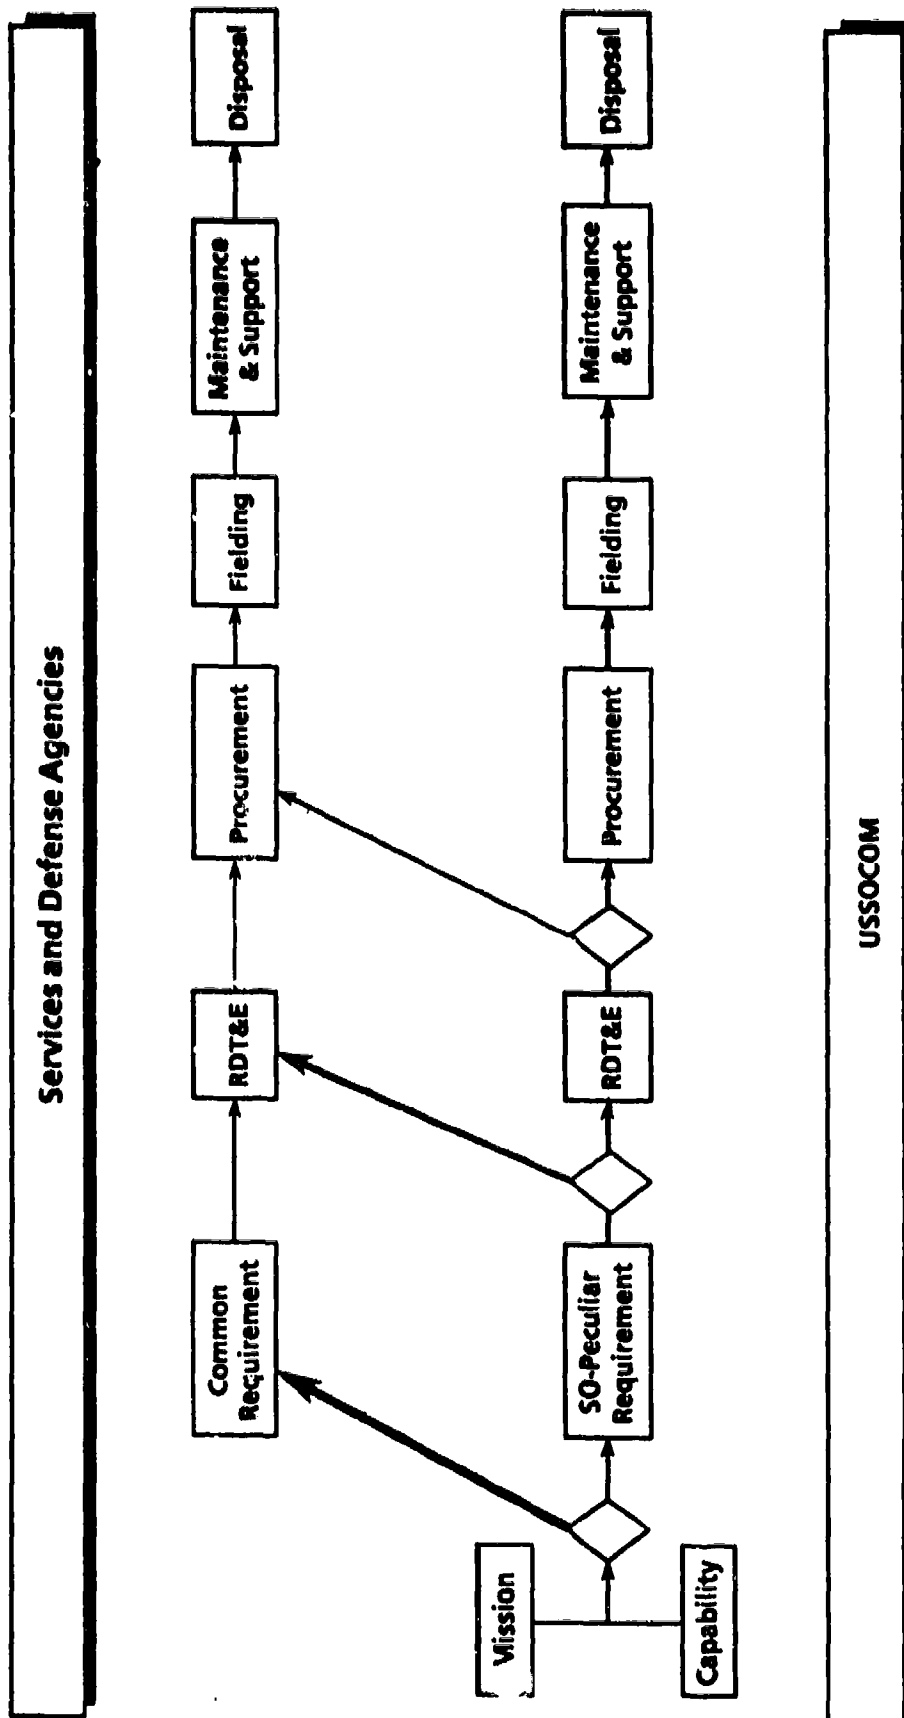 Services and Defense Agencies
Common
Requirement
RDT&E
Procurement
Fielding
Maintenance
& Support
Disposal
Mission
Capability
SO-Peculiar
Requirement
RDT&E
Procurement
Fielding
Maintenance
& Support
Disposal
USSOCOM